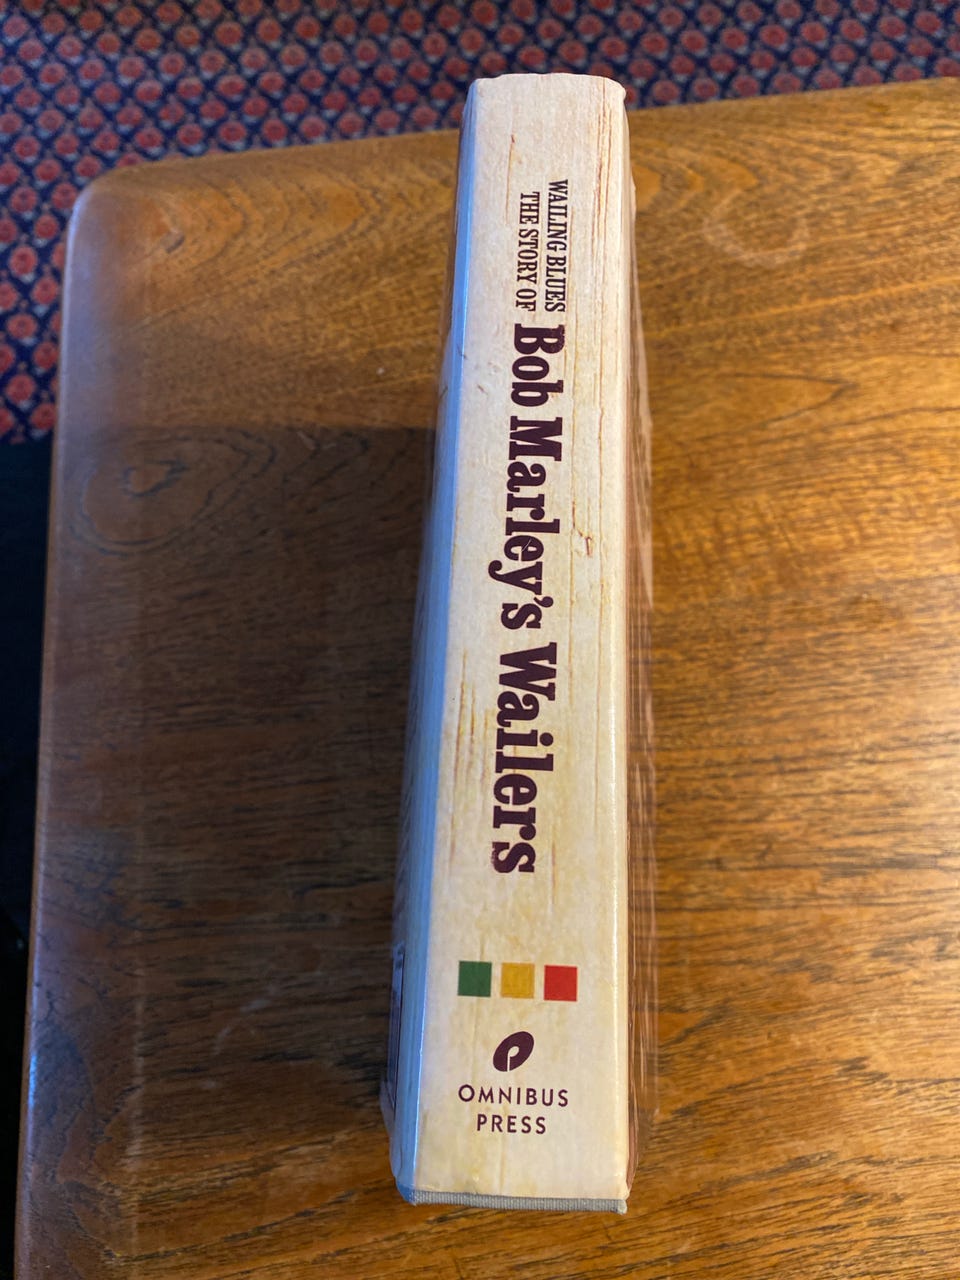 WAILING BLUES
THE STORY OF
Bob Marley's Wailers
OMNIBUS
PRESS